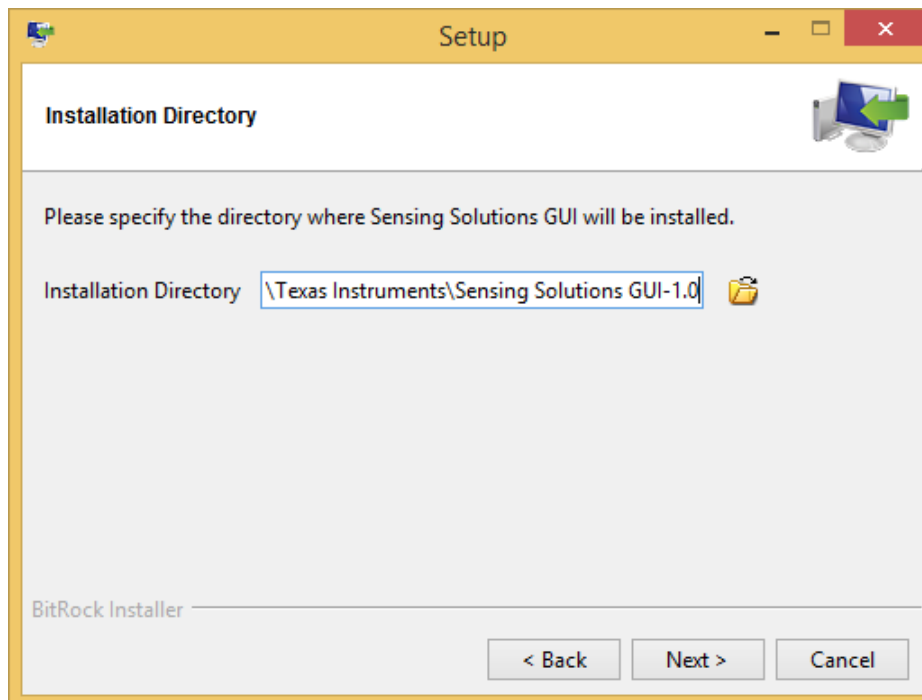 Setup
Installation Directory
Please specify the directory where Sensing Solutions GUI will be installed.
Installation Directory \Texas Instruments\Sensing Solutions GUI-1.0
BitRock Installer
< Back Next > Cancel